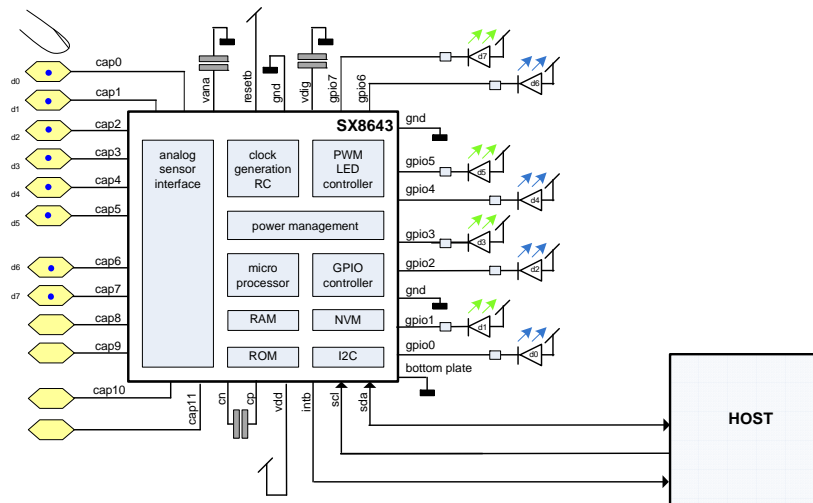 cap0
cap1
cap2
cap3
cap4
cap5
cap6
cap7
cap8
cap9
cap10
cap11
d0
d1
d2
d3
d4
d5
d6
d7
vana
resetb
gnd
vdig
gpio7
gpio6
d7
d6
SX8643
analog
sensor
interface
clock
generation
RC
PWM
LED
controller
power management
micro
processor
GPIO
controller
RAM
NVM
ROM
I2C
gnd
gpio5
d5
gpio4
d4
gpio3
d3
gpio2
d2
gnd
gpio1
d1
gpio0
d0
bottom plate
cn
cp
vdd
intb
scl
sda
HOST